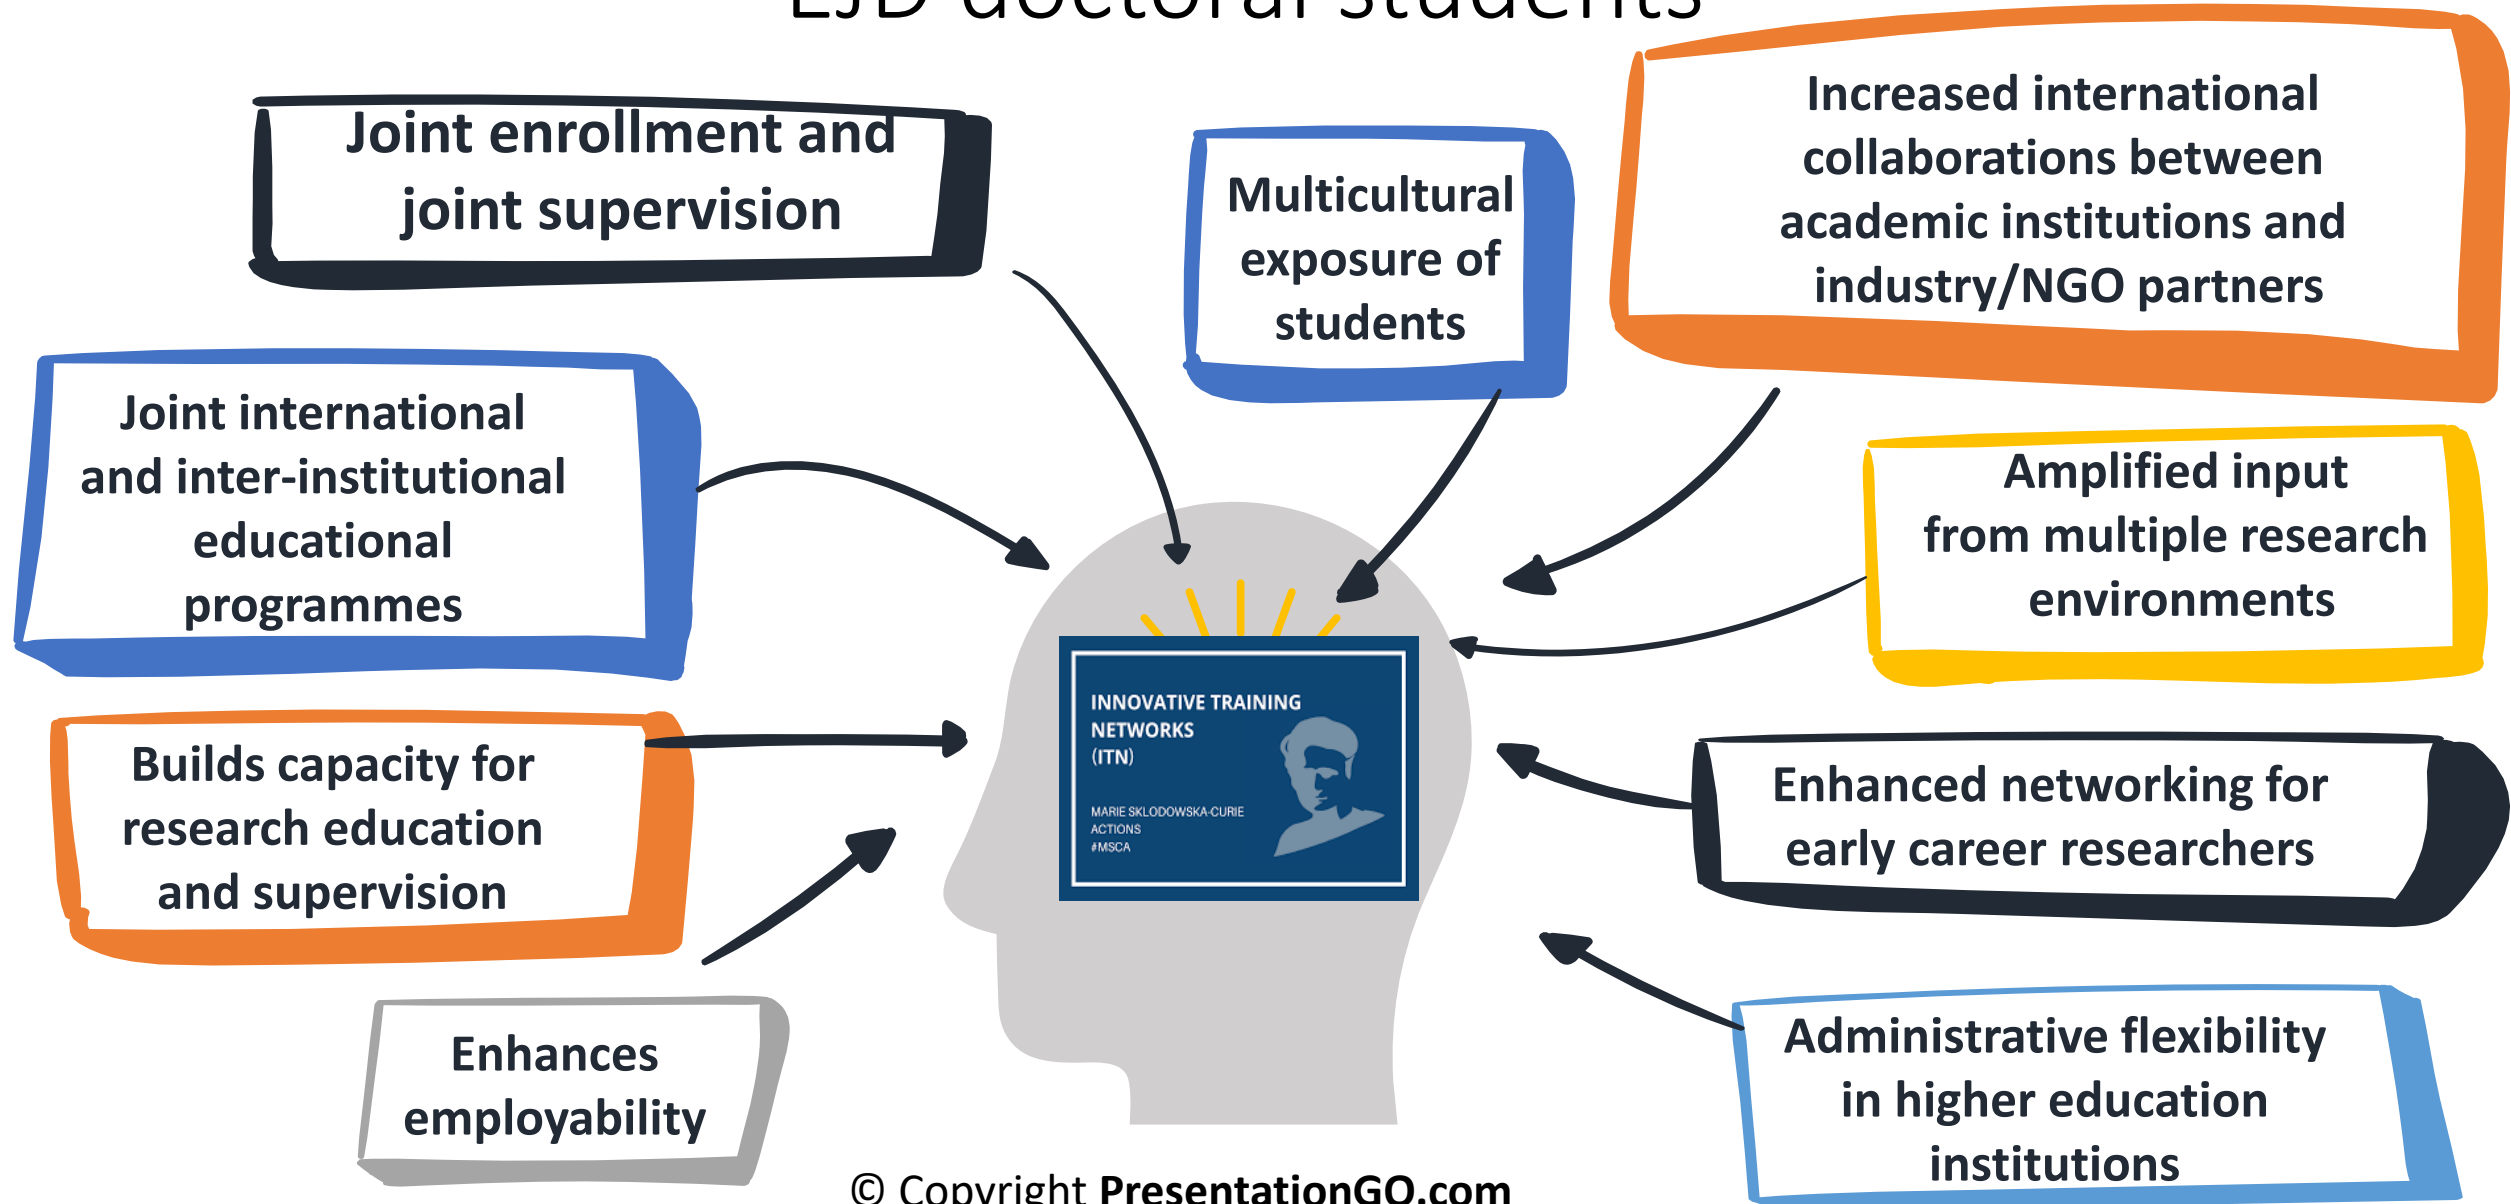 doctoral students
Joint enrollment and
joint supervision
Multicultural
exposure of
students
Increased international
collaborations between
academic institutions and
industry/NGO partners
Joint international
and inter-institutional
educational
programmes
Amplified input
from multiple research
environments
Builds capacity for
research education
and supervision
INNOVATIVE TRAINING
NETWORKS
(ITN)
MARIE SKLODOWSKA-CURIE
ACTIONS
#MSCA
Enhanced networking for
early career researchers
Enhances
employability
Administrative flexibility
in higher education
institutions
© Copyright PresentationGO.com